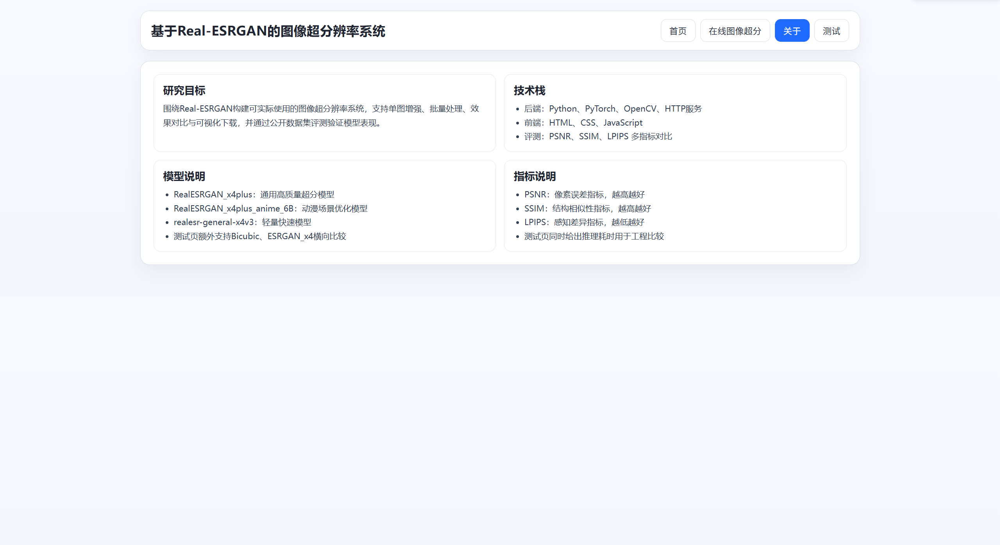 基于Real-ESRGAN的图像超分辨率系统
首页
在线图像超分
关于
测试
研究目标
围绕Real-ESRGAN构建可实际使用的图像超分辨率系统，支持单图增强、批量处理、效
果对比与可视化下载，并通过公开数据集评测验证模型表现。
技术栈
后端：Python、PyTorch、OpenCV、HTTP服务
前端：HTML、CSS、JavaScript
评测：PSNR、SSIM、LPIPS 多指标对比
模型说明
RealESRGAN_x4plus：通用高质量超分模型
RealESRGAN_x4plus_anime_6B：动漫场景优化模型
realesr-general-x4v3：轻量快速模型
测试页额外支持Bicubic、ESRGAN_x4横向比较
指标说明
PSNR：像素误差指标，越高越好
SSIM：结构相似性指标，越高越好
LPIPS：感知差异指标，越低越好
测试页同时给出推理耗时用于工程比较